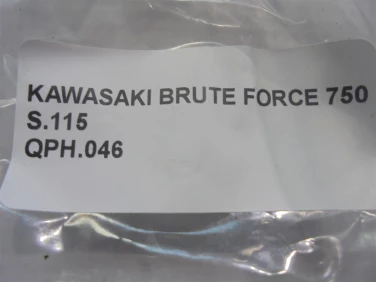 KAWASAKI BRUTE FORCE 750
S.115
QPH.046